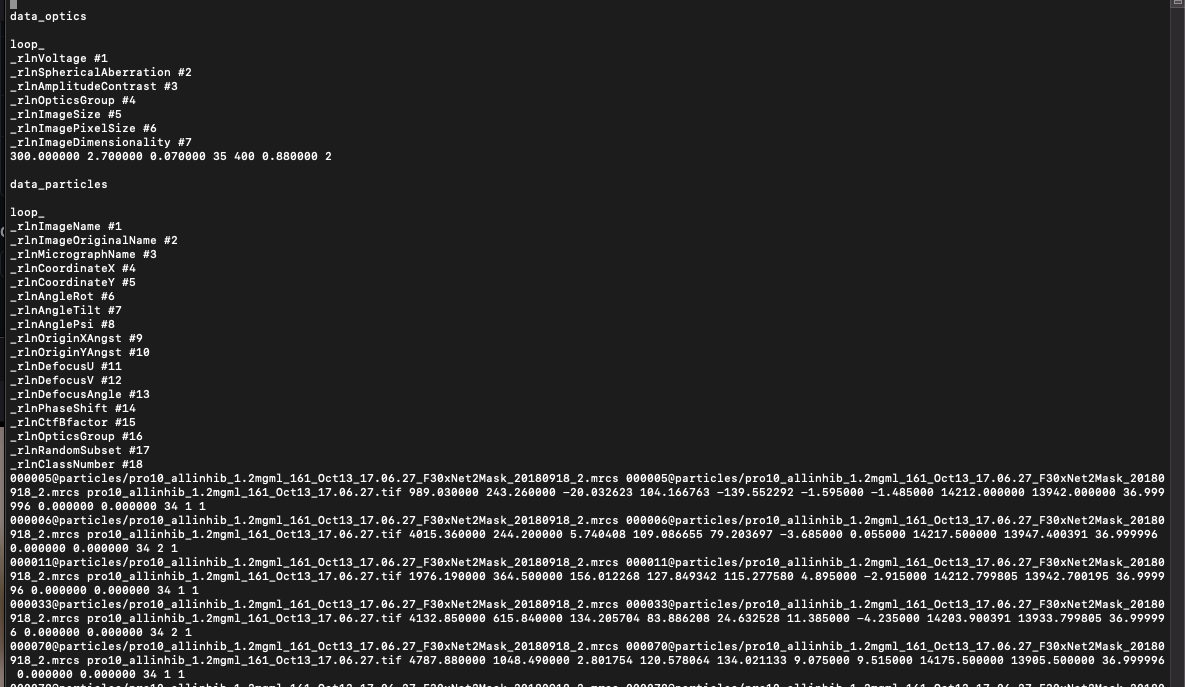 data_optics
loop_
_rlnVoltage #1
_rlnSphericalAberration #2
_rlnAmplitudeContrast #3
_rlnOpticsGroup #4
_rlnImageSize #5
_rlnImagePixelSize #6
_rlnImageDimensionality #7
300.000000 2.700000 0.070000 35 400 0.880000 2
data_particles
loop_
_rlnImageName #1
_rlnImageOriginalName #2
_rlnMicrographName #3
_rlnCoordinateX #4
_rlnCoordinateY #5
_rlnAngleRot #6
_rlnAngleTilt #7
_rlnAnglePsi #8
_rlnOriginXAngst #9
_rlnOriginYAngst #10
_rlnDefocusU #11
_rlnDefocusV #12
_rlnDefocusAngle #13
_rlnPhaseShift #14
_rlnCtfBfactor #15
_rlnOpticsGroup #16
_rlnRandomSubset #17
_rlnClassNumber #18
000005@particles/pro10_allinhib_1.2mgml_161_Oct13_17.06.27_F30xNet2Mask_20180918_2.mrcs 000005@particles/pro10_allinhib_1.2mgml_161_Oct13_17.06.27_F30xNet2Mask_20180
918_2.mrcs pro10_allinhib_1.2mgml_161_Oct13_17.06.27.tif 989.030000 243.260000 -20.032623 104.166763 -139.552292 -1.595000 -1.485000 14212.000000 13942.000000 36.999
996 0.000000 0.000000 34 1 1
000006@particles/pro10_allinhib_1.2mgml_161_Oct13_17.06.27_F30xNet2Mask_20180918_2.mrcs 000006@particles/pro10_allinhib_1.2mgml_161_Oct13_17.06.27_F30xNet2Mask_20180
918_2.mrcs pro10_allinhib_1.2mgml_161_Oct13_17.06.27.tif 4015.360000 244.200000 5.740408 109.086655 79.203697 -3.685000 0.055000 14217.500000 13947.400391 36.999996
0.000000 0.000000 34 2 1
000011@particles/pro10_allinhib_1.2mgml_161_Oct13_17.06.27_F30xNet2Mask_20180918_2.mrcs 000011@particles/pro10_allinhib_1.2mgml_161_Oct13_17.06.27_F30xNet2Mask_20180
918_2.mrcs pro10_allinhib_1.2mgml_161_Oct13_17.06.27.tif 1976.190000 364.500000 156.012268 127.849342 115.277580 4.895000 -2.915000 14212.799805 13942.700195 36.9999
96 0.000000 0.000000 34 1 1
000033@particles/pro10_allinhib_1.2mgml_161_Oct13_17.06.27_F30xNet2Mask_20180918_2.mrcs 000033@particles/pro10_allinhib_1.2mgml_161_Oct13_17.06.27_F30xNet2Mask_20180
918_2.mrcs pro10_allinhib_1.2mgml_161_Oct13_17.06.27.tif 4132.850000 615.840000 134.205704 83.886208 24.632528 11.385000 -4.235000 14203.900391 13933.799805 36.99999
6 0.000000 0.000000 34 2 1
000070@particles/pro10_allinhib_1.2mgml_161_Oct13_17.06.27_F30xNet2Mask_20180918_2.mrcs 000070@particles/pro10_allinhib_1.2mgml_161_Oct13_17.06.27_F30xNet2Mask_20180
918_2.mrcs pro10_allinhib_1.2mgml_161_Oct13_17.06.27.tif 4787.880000 1048.490000 2.801754 120.578064 134.021133 9.075000 9.515000 14175.500000 13905.500000 36.999996
0.000000 0.000000 34 1 1